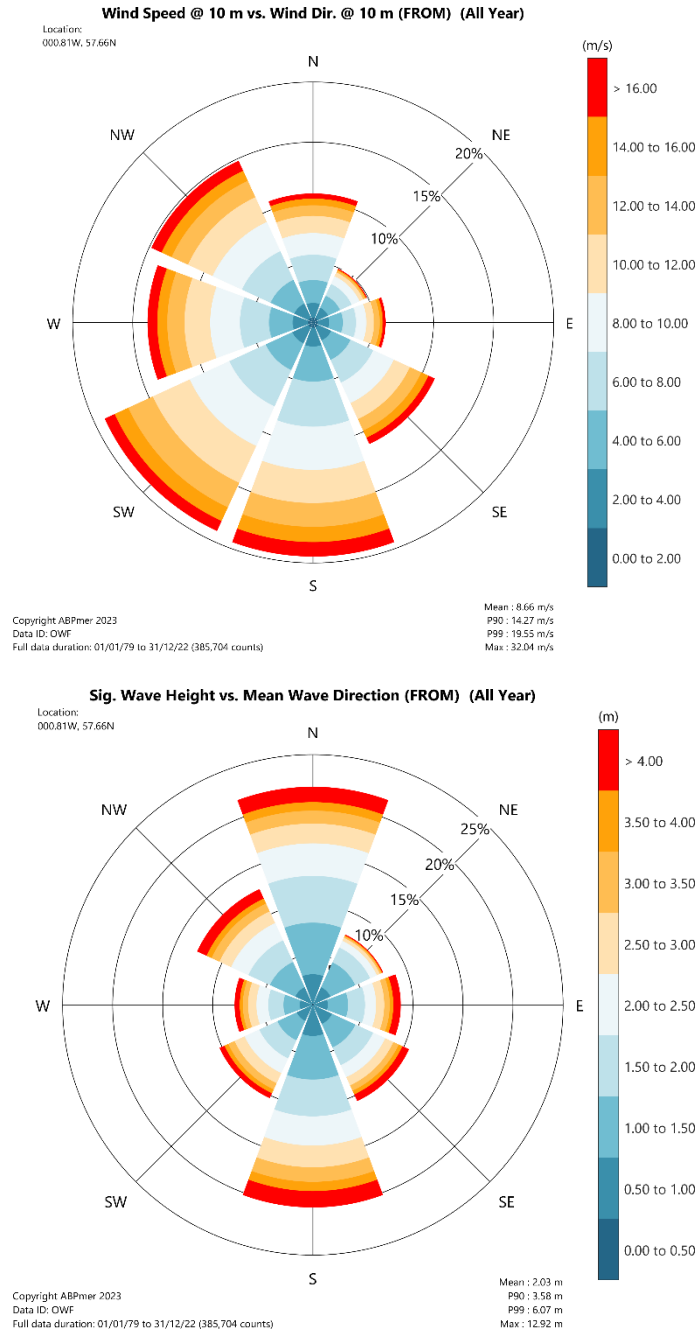 Wind Speed @ 10 m vs. Wind Dir. @ 10 m (FROM)  (All Year)
Location:
000.81W, 57.66N
(m/s)
N
> 16.00
NW
NE
20%
14.00 to 16.00
15%
12.00 to 14.00
10%
10.00 to 12.00
W
E
8.00 to 10.00
6.00 to 8.00
4.00 to 6.00
2.00 to 4.00
SW
SE
0.00 to 2.00
S
Mean : 8.66 m/s
Copyright ABPmer 2023
P90 : 14.27 m/s
Data ID: OWF
P99 : 19.55 m/s
Full data duration: 01/01/79 to 31/12/22 (385,704 counts)
Max : 32.04 m/s
Sig. Wave Height vs. Mean Wave Direction (FROM)  (All Year)
Location:
000.81W, 57.66N
(m)
N
> 4.00
NW
NE
25%
3.50 to 4.00
20%
15%
3.00 to 3.50
10%
2.50 to 3.00
W
E
2.00 to 2.50
1.50 to 2.00
1.00 to 1.50
0.50 to 1.00
SW
SE
0.00 to 0.50
S
Mean : 2.03 m
Copyright ABPmer 2023
P90 : 3.58 m
Data ID: OWF
P99 : 6.07 m
Full data duration: 01/01/79 to 31/12/22 (385,704 counts)
Max : 12.92 m